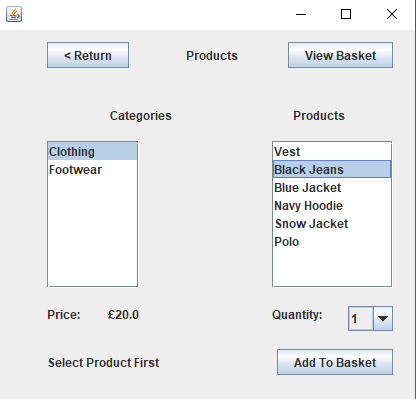 < Return
Products
View Basket
Categories
Products
Clothing
Footwear
Vest
Black Jeans
Blue Jacket
Navy Hoodie
Snow Jacket
Polo
Price: £20.0
Quantity: 1
Select Product First
Add To Basket